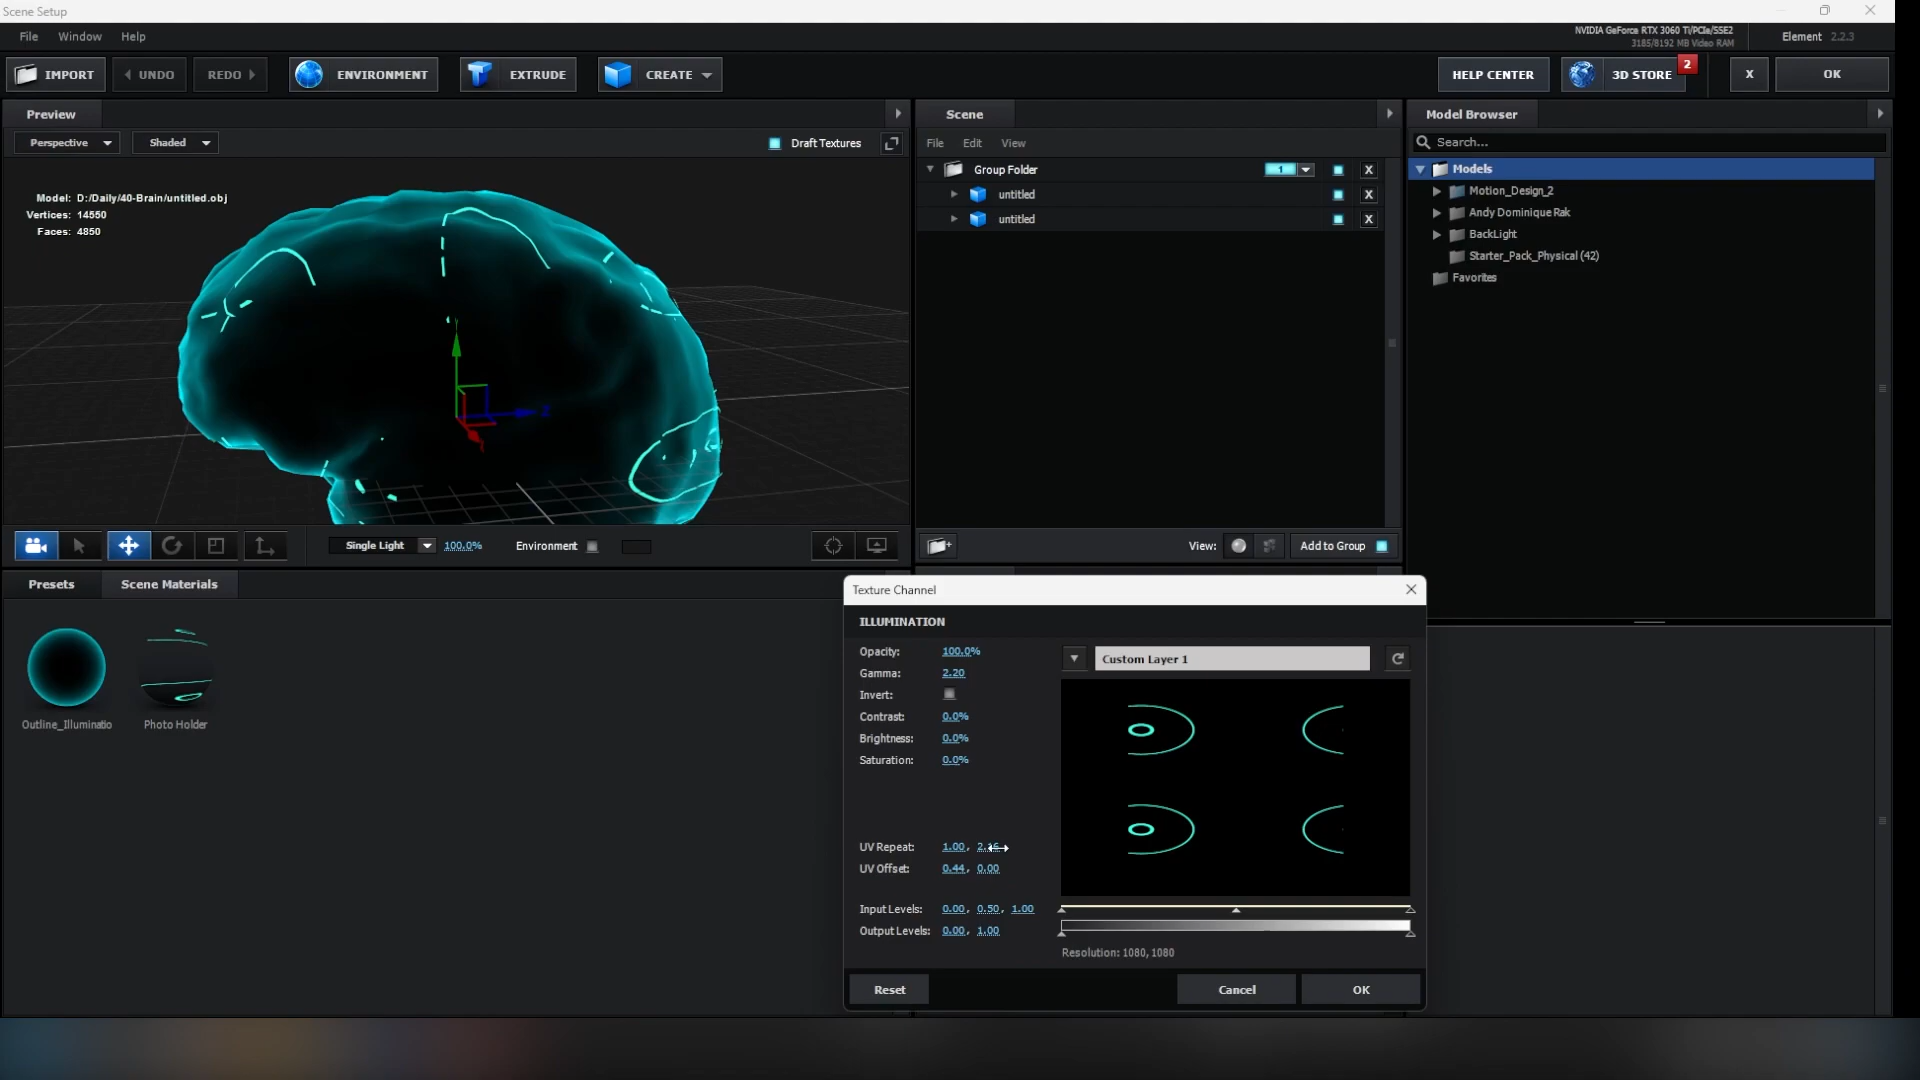 Scene Setup
File Window Help
NVIDIA GeForce RTX 3060 Ti/PCIe/SSE2
3185/8192 MB Video RAM
Element 2.2.3
IMPORT UNDO REDO ENVIRONMENT EXTRUDE CREATE HELP CENTER 3D STORE 2 X OK
Preview
Perspective Shaded Draft Textures
Model: D:/Daily/40-Brain/untitled.obj
Vertices: 14550
Faces: 4850
Z
Single Light 100.0% Environment
Scene
File Edit View
Group Folder 1 X
untitled X
untitled X
View: Add to Group
Model Browser
Search...
Models
Motion_Design_2
Andy Dominique Rak
BackLight
Starter_Pack_Physical (42)
Favorites
Presets Scene Materials
Outline_Illuminatio Photo Holder
Texture Channel
ILLUMINATION
Opacity: 100.0%
Gamma: 2.20
Invert:
Contrast: 0.0%
Brightness: 0.0%
Saturation: 0.0%
UV Repeat: 1.00,
UV Offset: 0.44, 0.00
Input Levels: 0.00, 0.50, 1.00
Output Levels: 0.00, 1.00
Custom Layer 1
Resolution: 1080, 1080
Reset Cancel OK